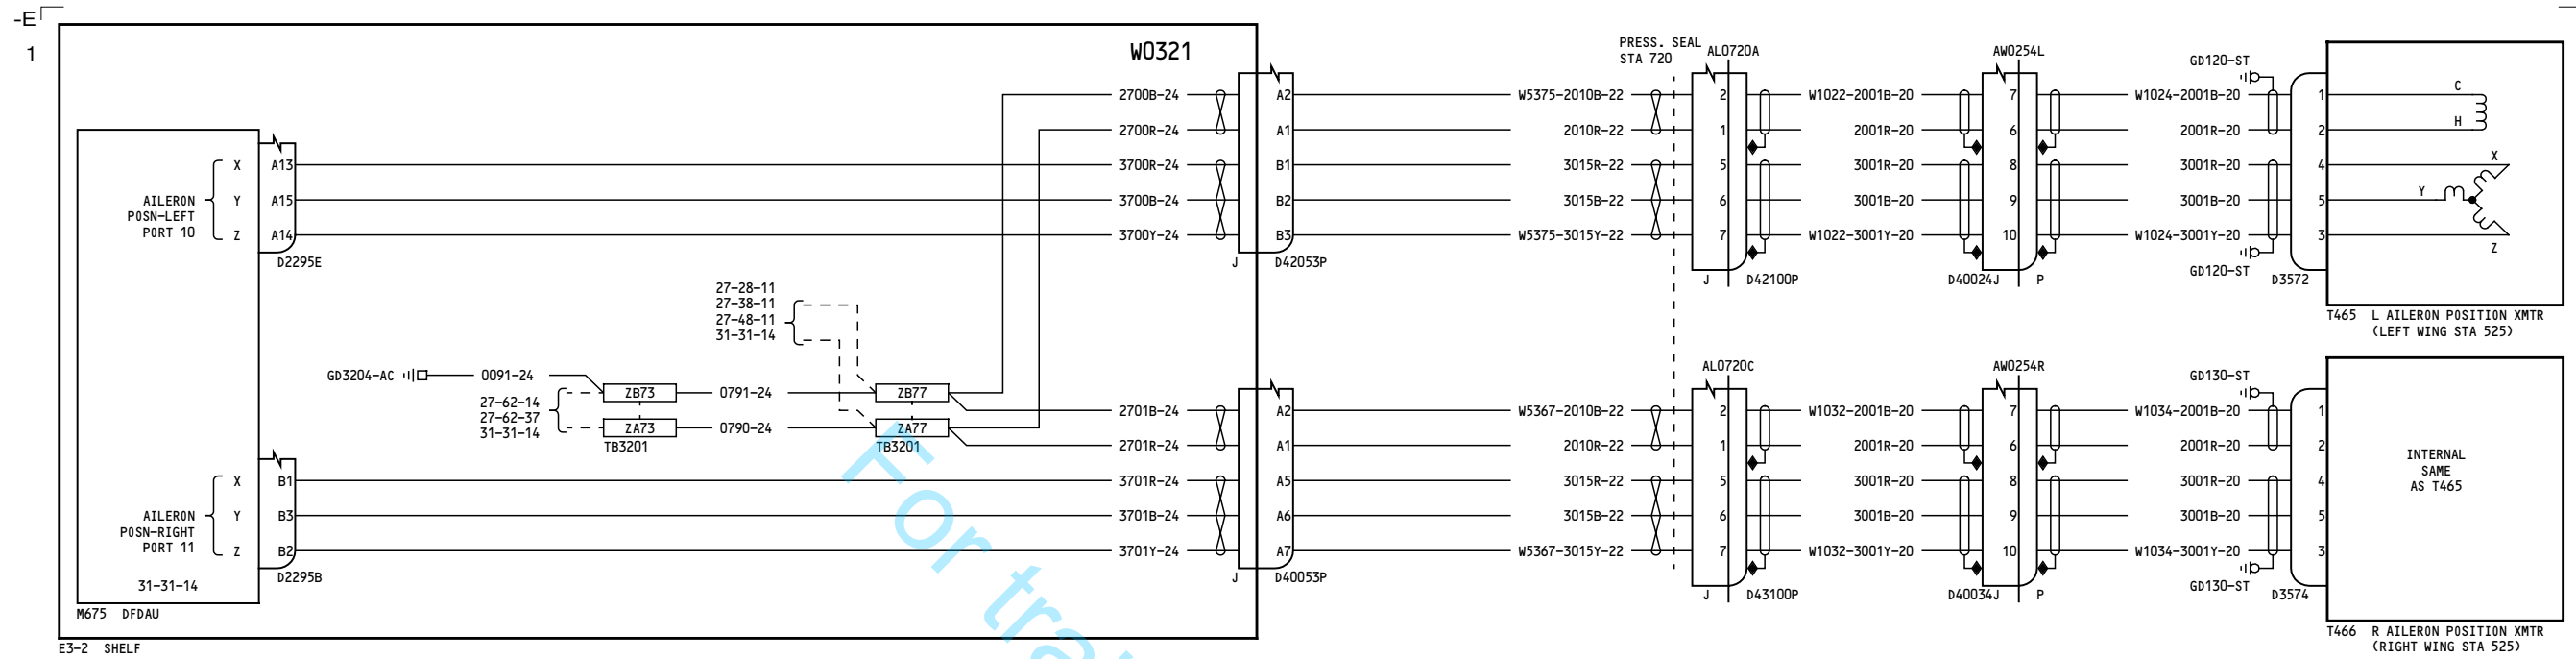 -E
1
W0321
PRESS. SEAL
STA 720
AL0720A
AW0254L
GD120-ST
2700B-24
A2
W5375-2010B-22
2
W1022-2001B-20
7
W1024-2001B-20
1
C
2700R-24
A1
2010R-22
1
2001R-20
6
2001R-20
2
H
X
A13
3700R-24
B1
3015R-22
5
3001R-20
8
3001R-20
4
X
AILERON
POSN-LEFT
PORT 10
Y
A15
3700B-24
B2
3015B-22
6
3001B-20
9
3001B-20
5
Y
Z
A14
3700Y-24
B3
W5375-3015Y-22
7
W1022-3001Y-20
10
W1024-3001Y-20
3
Z
D2295E
J
D42053P
J
D42100P
D40024J
P
GD120-ST
D3572
T465 L AILERON POSITION XMTR
(LEFT WING STA 525)
27-28-11
27-38-11
27-48-11
31-31-14
GD3204-AC
0091-24
27-62-14
27-62-37
31-31-14
ZB73
0791-24
ZB77
ZA73
0790-24
ZA77
TB3201
TB3201
AL0720C
AW0254R
GD130-ST
2701B-24
A2
W5367-2010B-22
2
W1032-2001B-20
7
W1034-2001B-20
1
2701R-24
A1
2010R-22
1
2001R-20
6
2001R-20
2
X
B1
3701R-24
A5
3015R-22
5
3001R-20
8
3001R-20
4
AILERON
POSN-RIGHT
PORT 11
Y
B3
3701B-24
A6
3015B-22
6
3001B-20
9
3001B-20
5
Z
B2
3701Y-24
A7
W5367-3015Y-22
7
W1032-3001Y-20
10
W1034-3001Y-20
3
INTERNAL
SAME
AS T465
31-31-14
D2295B
J
D40053P
J
D43100P
D40034J
P
GD130-ST
D3574
M675 DFDAU
E3-2 SHELF
T466 R AILERON POSITION XMTR
(RIGHT WING STA 525)
For